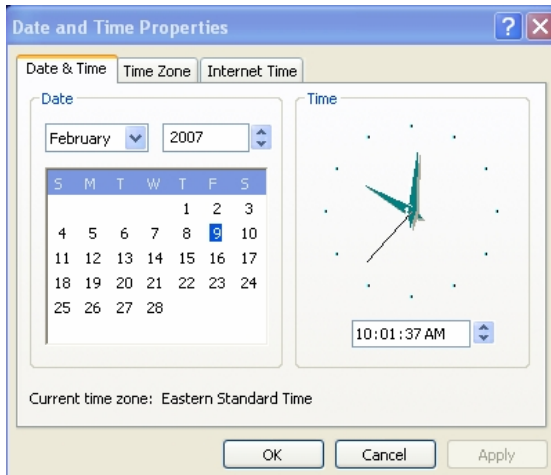 Date and Time Properties
Date & Time Time Zone Internet Time
Date
February 2007
S M T W T F S
1 2 3
4 5 6 7 8 9 10
11 12 13 14 15 16 17
18 19 20 21 22 23 24
25 26 27 28
Time
10:01:37 AM
Current time zone: Eastern Standard Time
OK Cancel Apply